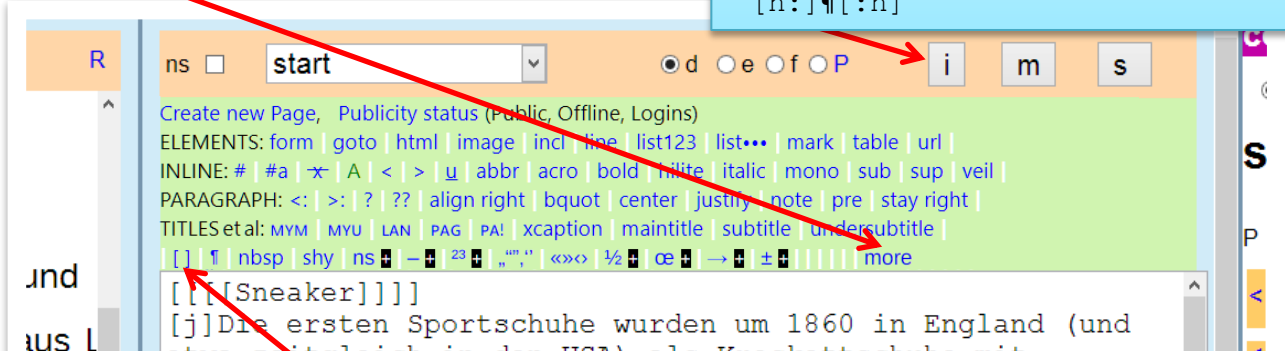 [n:]¶[:n]
R
ns start d e f P i m s
Create new Page, Publicity status (Public, Offline, Logins)
ELEMENTS: form | goto | html | image | incl | line | list123 | list••• | mark | table | url |
INLINE: # | #a | x | A | < | > | u | abbr | acro | bold | hilite | italic | mono | sub | sup | veil |
PARAGRAPH: <: | >: | ? | ?? | align right | bquot | center | justify | note | pre | stay right |
TITLES et al: MYM | MYU | LAN | PAG | PA! | xcaption | maintitle | subtitle | undersubtitle |
| [ ] | ¶ | nbsp | shy | ns + | – + | ²³ + | „“”‚‘’ | «»‹› | ½ + | œ + | → + | ± + | | | | | | more
und
aus L
[[[[Sneaker]]]]
[j]Die ersten Sportschuhe wurden um 1860 in England (und
S
P
<